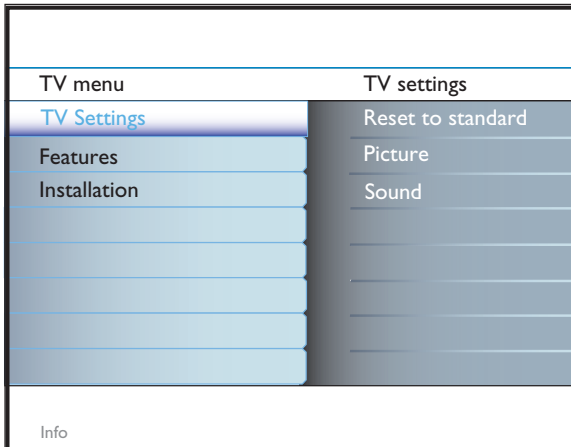 TV menu
TV settings
TV Settings
Reset to standard
Features
Picture
Installation
Sound
Info